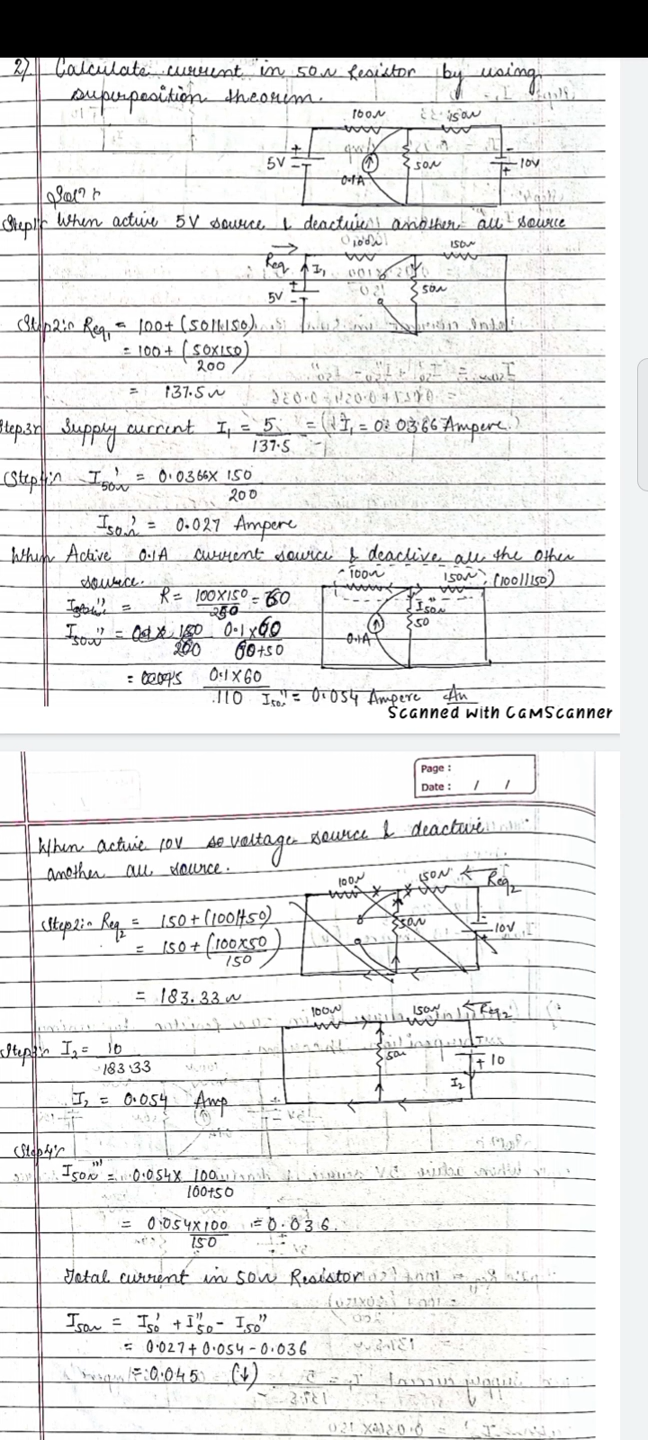 2) Calculate current in 50Ω Resistor by using
superposition theorem.
100Ω 150Ω
5V + - 0.1A 50Ω - + 10V
Solⁿ:
Step1:- When active 5V source & deactive another all source
100Ω 150Ω
Req I₁
5V + - 50Ω
Step2:- Req₁ = 100+(50||150)
= 100+(50×150/200)
= 137.5Ω
Step3:- Supply current I₁ = 5/137.5 = I₁ = 0.0366 Ampere.
Step4:- I₅₀Ω' = 0.0366× 150/200
I₅₀Ω' = 0.027 Ampere
When Active 0.1A current source & deactive all the other
source.
100Ω 150Ω (100||150)
R = 100×150/250 = 60
I₅₀Ω'' = 0.1×60/60+50
0.1A I₅₀Ω 50
= 0.1×60/110 I₅₀Ω'' = 0.054 Ampere An
Scanned with CamScanner
Page :
Date : / /
When active 10V voltage source & deactive
another all source.
100Ω 150Ω ← Req₂
50Ω - + 10V
Step2:- Req₂ = 150+(100||50)
= 150+(100×50/150)
= 183.33Ω
100Ω 150Ω ← Req₂
50Ω + 10
I₂
Step3:- I₂ = 10/183.33
I₂ = 0.054 Amp
Step4:-
I₅₀Ω''' = 0.054× 100/100+50
= 0.054×100/150 = 0.036
Total current in 50Ω Resistor
I₅₀Ω = I₅₀' + I''₅₀ - I₅₀''
= 0.027+0.054-0.036
= 0.045 (↓)